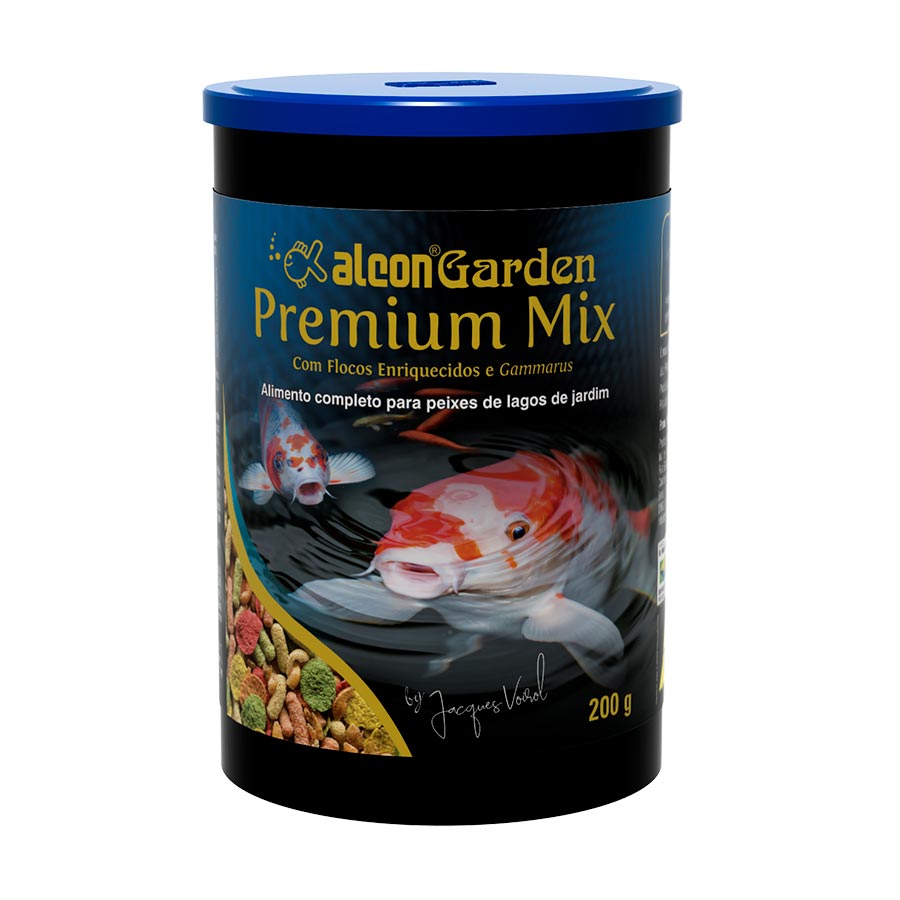 alcon® Garden
Premium Mix
Com Flocos Enriquecidos e Gammarus
Alimento completo para peixes de lagos de jardim
by: Jacques Voirol
200 g